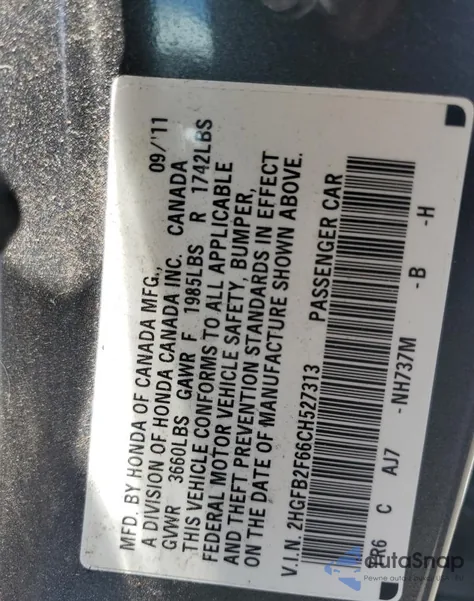 MFD. BY HONDA OF CANADA MFG., 09/'11
A DIVISION OF HONDA CANADA INC. CANADA
GVWR 3660LBS GAWR F 1985LBS R 1742LBS
THIS VEHICLE CONFORMS TO ALL APPLICABLE
FEDERAL MOTOR VEHICLE SAFETY, BUMPER,
AND THEFT PREVENTION STANDARDS IN EFFECT
ON THE DATE OF MANUFACTURE SHOWN ABOVE.
V.I.N. 2HGFB2F66CH527313 PASSENGER CAR
R6 C AJ7 -NH737M -B -H
autoSnap